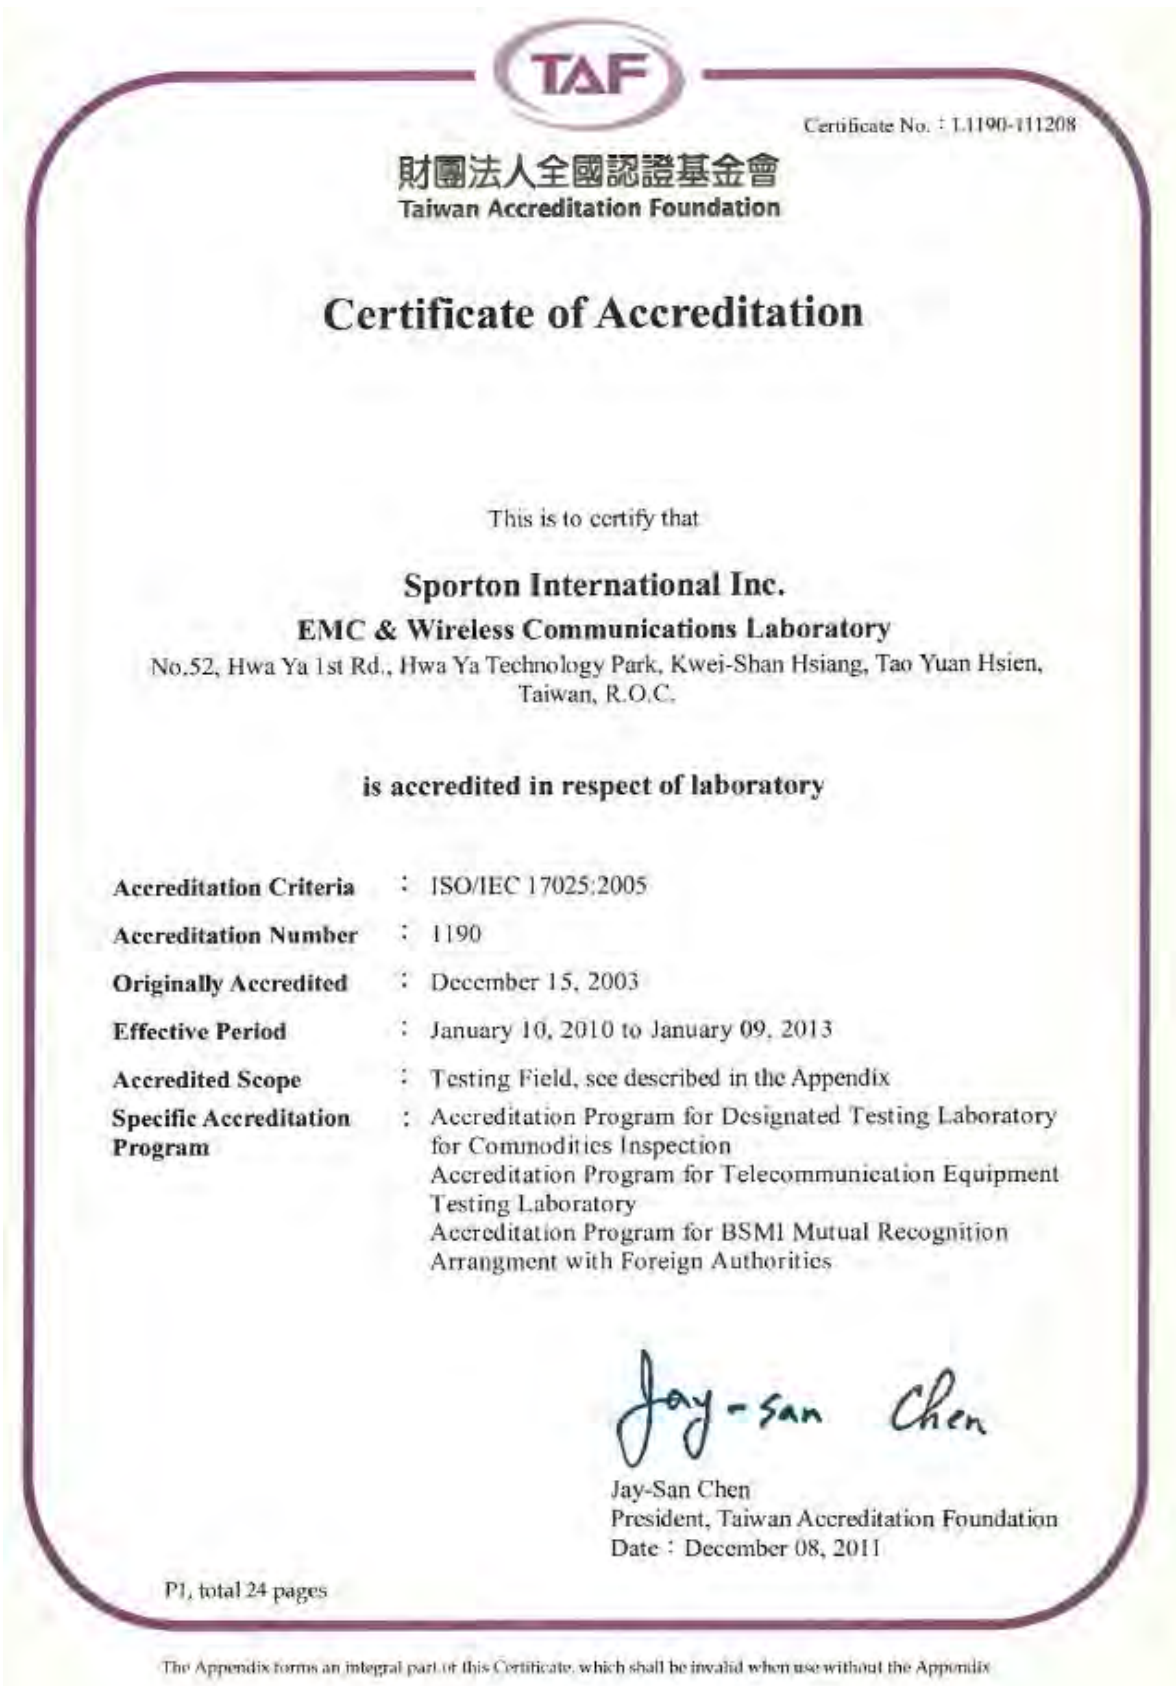 TAF
Certificate No.：L1190-111208
財團法人全國認證基金會
Taiwan Accreditation Foundation
Certificate of Accreditation
This is to certify that
Sporton International Inc.
EMC & Wireless Communications Laboratory
No.52, Hwa Ya 1st Rd., Hwa Ya Technology Park, Kwei-Shan Hsiang, Tao Yuan Hsien,
Taiwan, R.O.C.
is accredited in respect of laboratory
Accreditation Criteria : ISO/IEC 17025:2005
Accreditation Number : 1190
Originally Accredited : December 15, 2003
Effective Period : January 10, 2010 to January 09, 2013
Accredited Scope : Testing Field, see described in the Appendix
Specific Accreditation : Accreditation Program for Designated Testing Laboratory
Program for Commodities Inspection
Accreditation Program for Telecommunication Equipment
Testing Laboratory
Accreditation Program for BSMI Mutual Recognition
Arrangment with Foreign Authorities
Jay-san Chen
Jay-San Chen
President, Taiwan Accreditation Foundation
Date：December 08, 2011
P1, total 24 pages
The Appendix forms an integral part of this Certificate, which shall be invalid when use without the Appendix